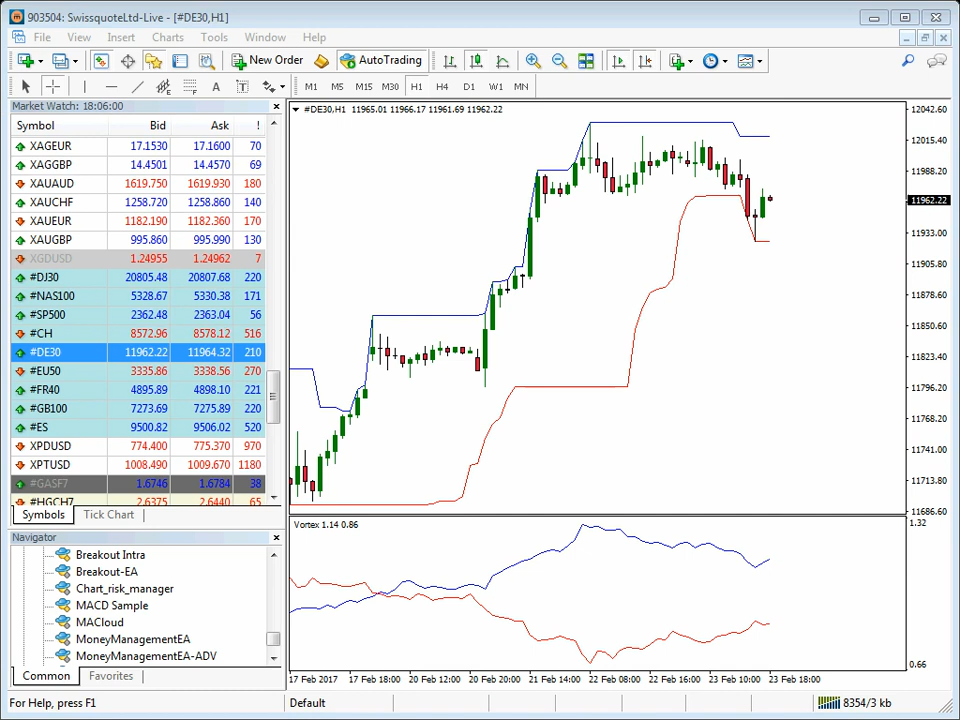 903504: SwissquoteLtd-Live - [#DE30,H1]
File View Insert Charts Tools Window Help
New Order AutoTrading
A T M1 M5 M15 M30 H1 H4 D1 W1 MN
Market Watch: 18:06:00
Symbol Bid Ask !
XAGEUR 17.1530 17.1600 70
XAGGBP 14.4501 14.4570 69
XAUAUD 1619.750 1619.930 180
XAUCHF 1258.720 1258.860 140
XAUEUR 1182.190 1182.360 170
XAUGBP 995.860 995.990 130
XGDUSD 1.24955 1.24962 7
#DJ30 20805.48 20807.68 220
#NAS100 5328.67 5330.38 171
#SP500 2362.48 2363.04 56
#CH 8572.96 8578.12 516
#DE30 11962.22 11964.32 210
#EU50 3335.86 3338.56 270
#FR40 4895.89 4898.10 221
#GB100 7273.69 7275.89 220
#ES 9500.82 9506.02 520
XPDUSD 774.400 775.370 970
XPTUSD 1008.490 1009.670 1180
#GASF7 1.6746 1.6784 38
#HGCH7 2.6375 2.6440 65
Symbols Tick Chart
Navigator
Breakout Intra
Breakout-EA
Chart_risk_manager
MACD Sample
MACloud
MoneyManagementEA
MoneyManagementEA-ADV
Common Favorites
#DE30,H1 11965.01 11966.17 11961.69 11962.22
12042.60
12015.40
11988.20
11962.22
11933.00
11905.80
11878.60
11850.60
11823.40
11796.20
11768.20
11741.00
11713.80
11686.60
Vortex 1.14 0.86
1.32
0.66
17 Feb 2017 17 Feb 18:00 20 Feb 12:00 20 Feb 20:00 21 Feb 14:00 22 Feb 08:00 22 Feb 16:00 23 Feb 10:00 23 Feb 18:00
For Help, press F1 Default 8354/3 kb